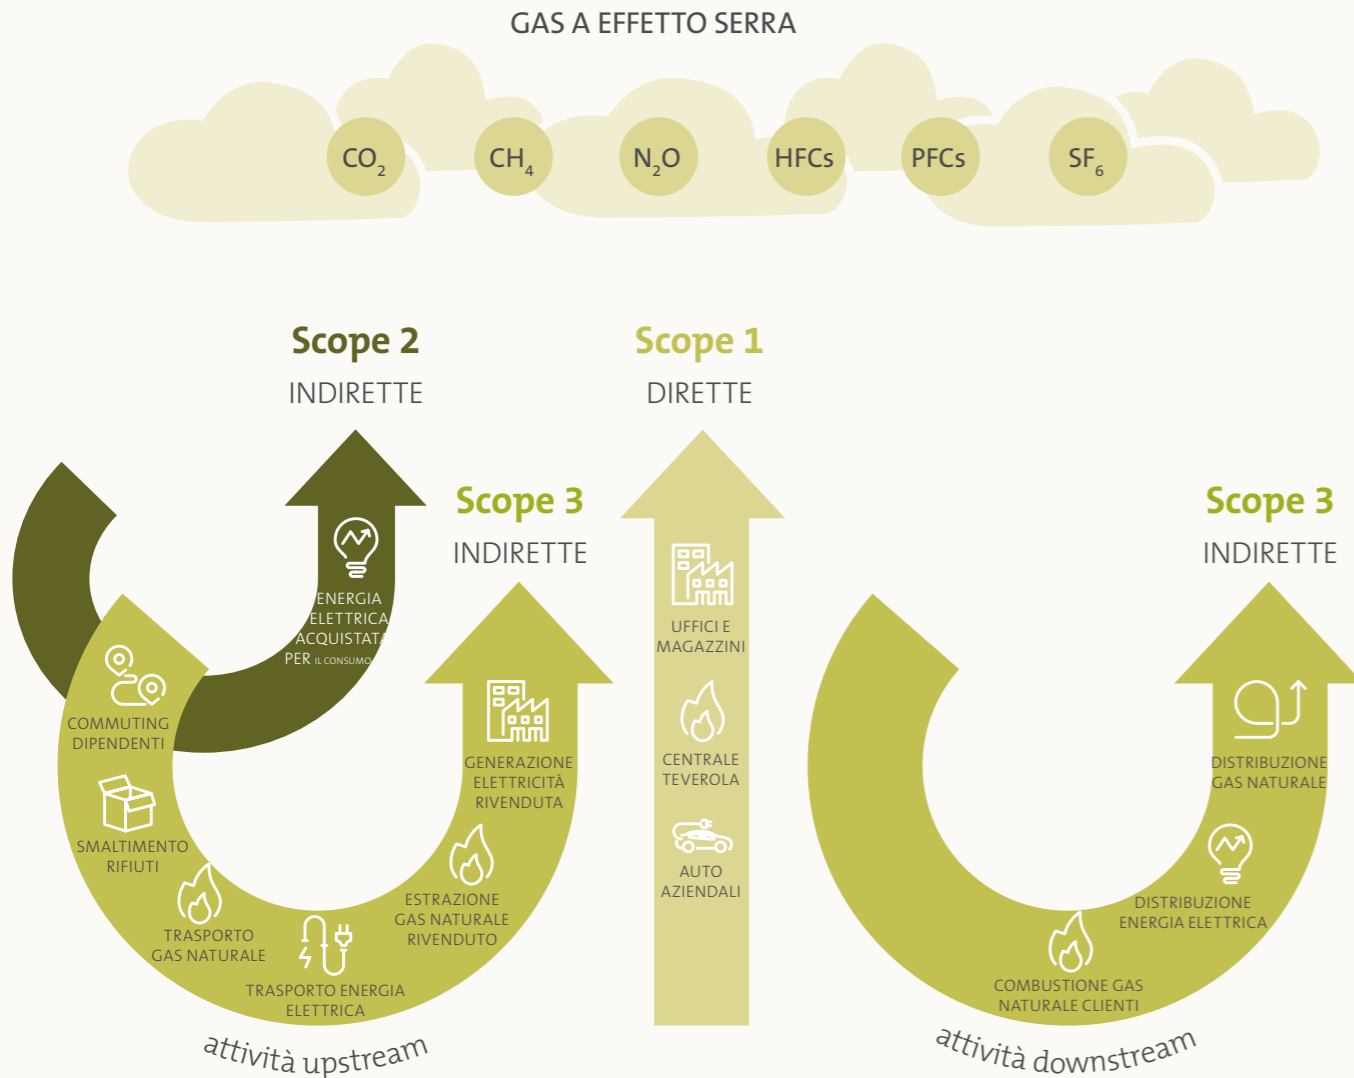 GAS A EFFETTO SERRA
CO2
CH4
N2O
HFCs
PFCs
SF6
Scope 2
INDIRETTE
ENERGIA
ELETTRICA
ACQUISTATA
PER IL CONSUMO
Scope 3
INDIRETTE
COMMUTING
DIPENDENTI
SMALTIMENTO
RIFIUTI
TRASPORTO
GAS NATURALE
TRASPORTO ENERGIA
ELETTRICA
ESTRAZIONE
GAS NATURALE
RIVENDUTO
GENERAZIONE
ELETTRICITÀ
RIVENDUTA
attività upstream
Scope 1
DIRETTE
UFFICI E
MAGAZZINI
CENTRALE
TEVEROLA
AUTO
AZIENDALI
Scope 3
INDIRETTE
DISTRIBUZIONE
GAS NATURALE
DISTRIBUZIONE
ENERGIA ELETTRICA
COMBUSTIONE GAS
NATURALE CLIENTI
attività downstream